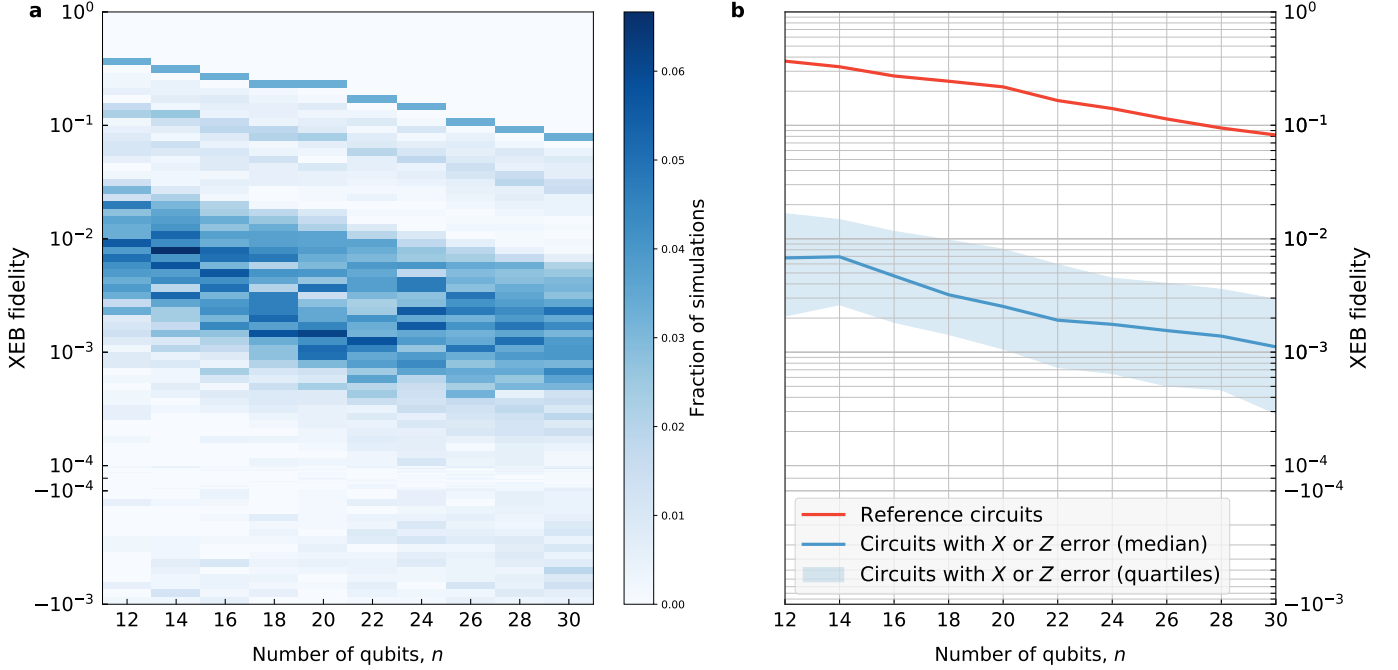 a
XEB fidelity
10⁰
10⁻¹
10⁻²
10⁻³
10⁻⁴
−10⁻⁴
−10⁻³
12 14 16 18 20 22 24 26 28 30
Number of qubits, n
0.06
0.05
0.04
0.03
0.02
0.01
0.00
Fraction of simulations
b
10⁰
10⁻¹
10⁻²
10⁻³
10⁻⁴
−10⁻⁴
−10⁻³
XEB fidelity
Reference circuits
Circuits with X or Z error (median)
Circuits with X or Z error (quartiles)
12 14 16 18 20 22 24 26 28 30
Number of qubits, n